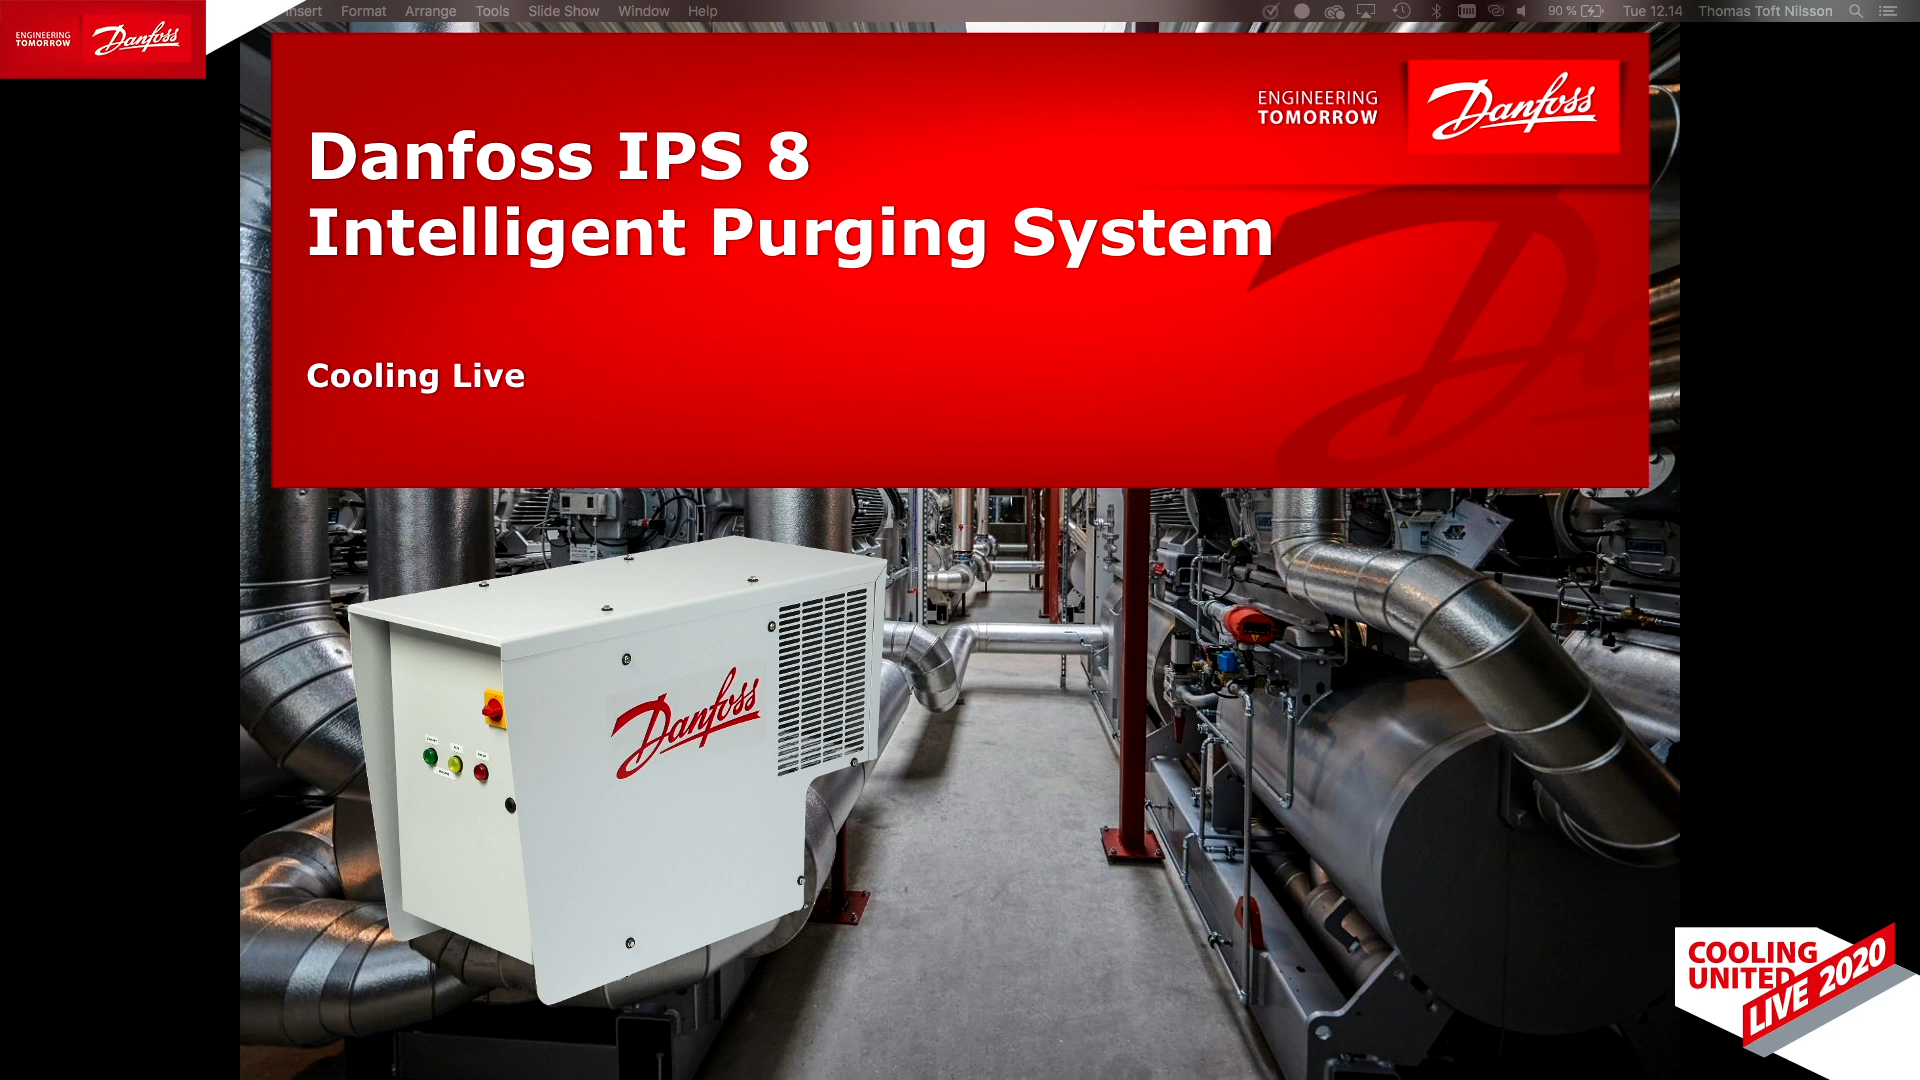 Insert Format Arrange Tools Slide Show Window Help
90 % Tue 12.14 Thomas Toft Nilsson
ENGINEERING
TOMORROW
Danfoss
ENGINEERING
TOMORROW
Danfoss
Danfoss IPS 8
Intelligent Purging System
Cooling Live
Danfoss
COOLING
UNITED
LIVE 2020